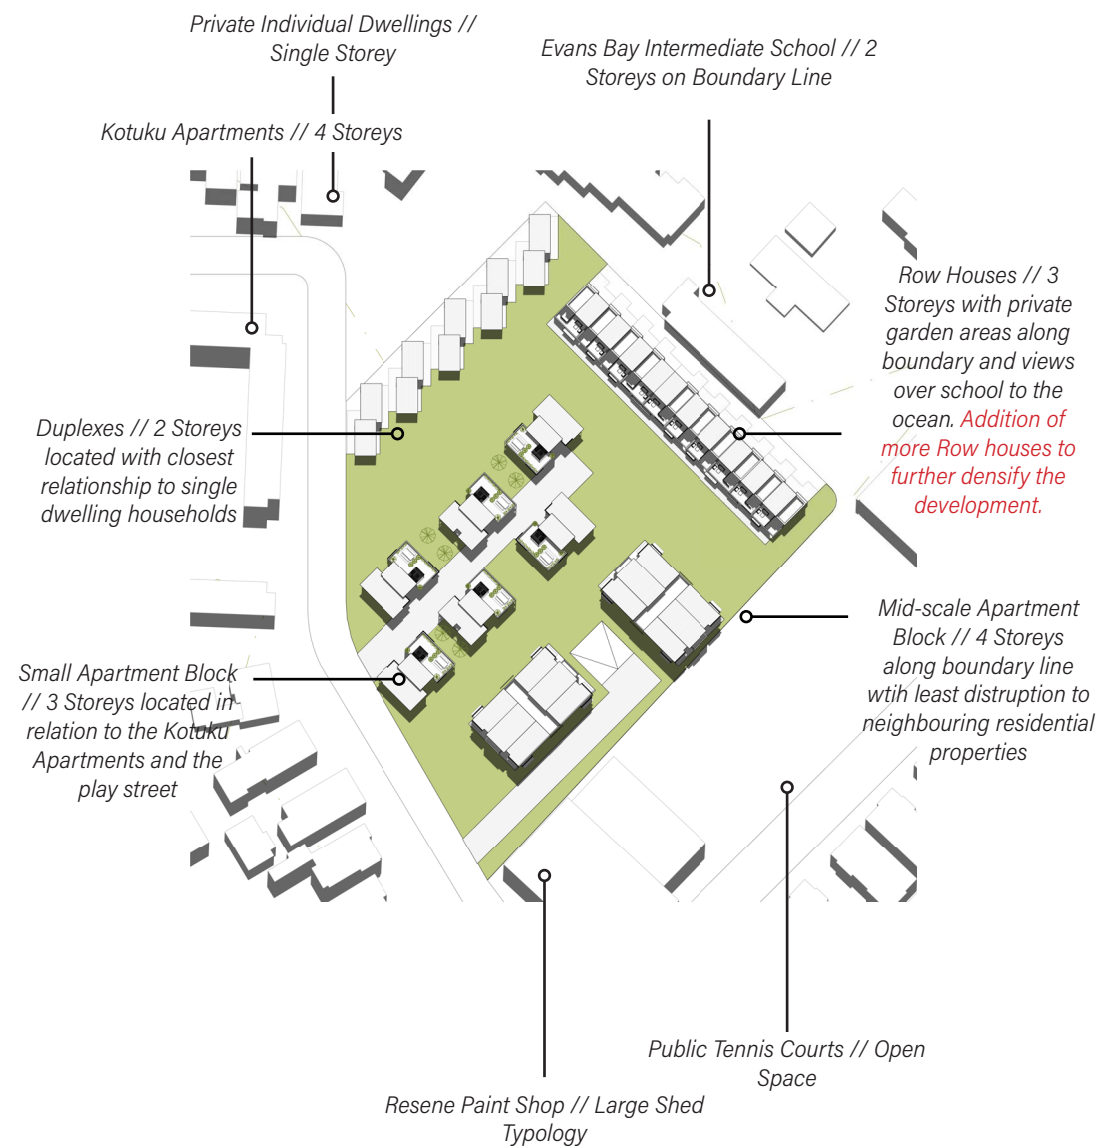 Private Individual Dwellings //
Single Storey
Evans Bay Intermediate School // 2
Storeys on Boundary Line
Kotuku Apartments // 4 Storeys
Row Houses // 3
Storeys with private
garden areas along
boundary and views
over school to the
ocean. Addition of
more Row houses to
further densify the
development.
Duplexes // 2 Storeys
located with closest
relationship to single
dwelling households
Mid-scale Apartment
Block // 4 Storeys
along boundary line
wtih least distruption to
neighbouring residential
properties
Small Apartment Block
// 3 Storeys located in
relation to the Kotuku
Apartments and the
play street
Public Tennis Courts // Open
Space
Resene Paint Shop // Large Shed
Typology